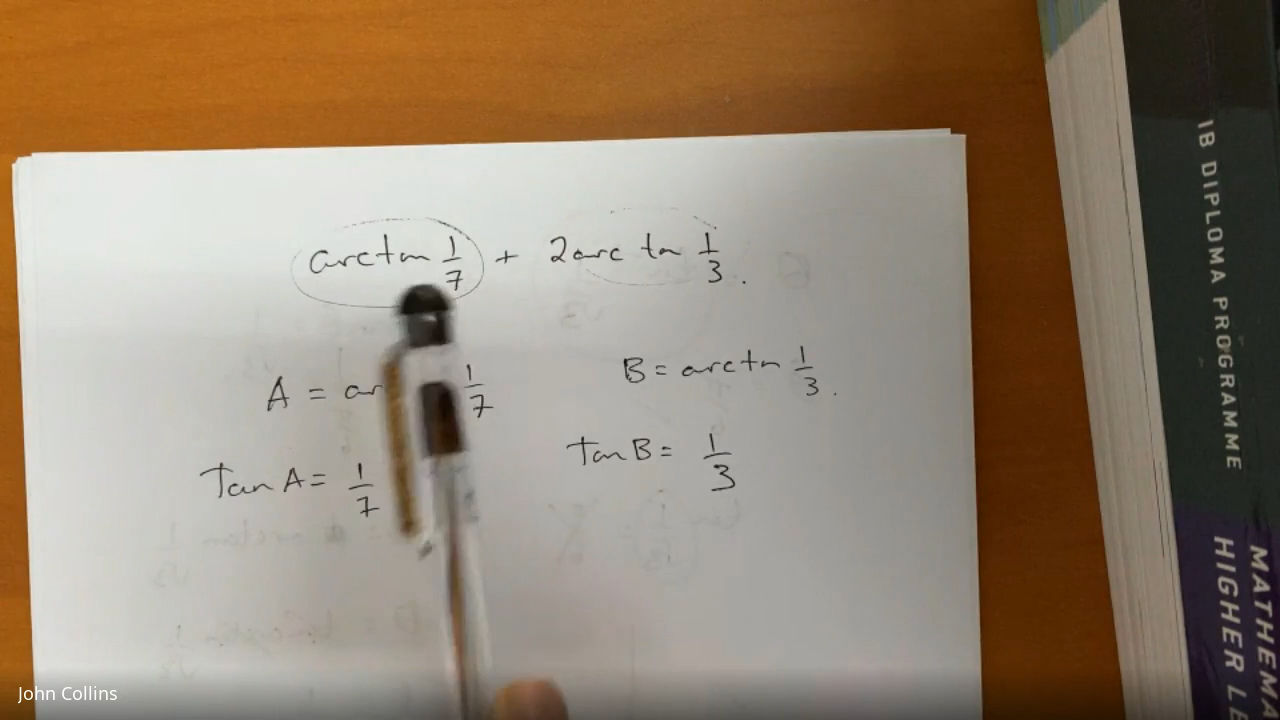 arctan 1/7 + 2arc tan 1/3.
A = ar 1/7
B = arctan 1/3.
Tan A = 1/7
tan B = 1/3
IB DIPLOMA PROGRAMME
MATHEMA
HIGHER LE
John Collins